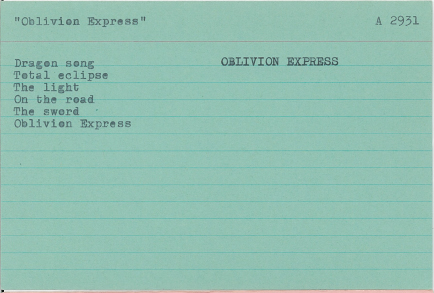 "Oblivion Express"
A 2931
Dragon song
OBLIVION EXPRESS
Total eclipse
The light
On the road
The sword
Oblivion Express